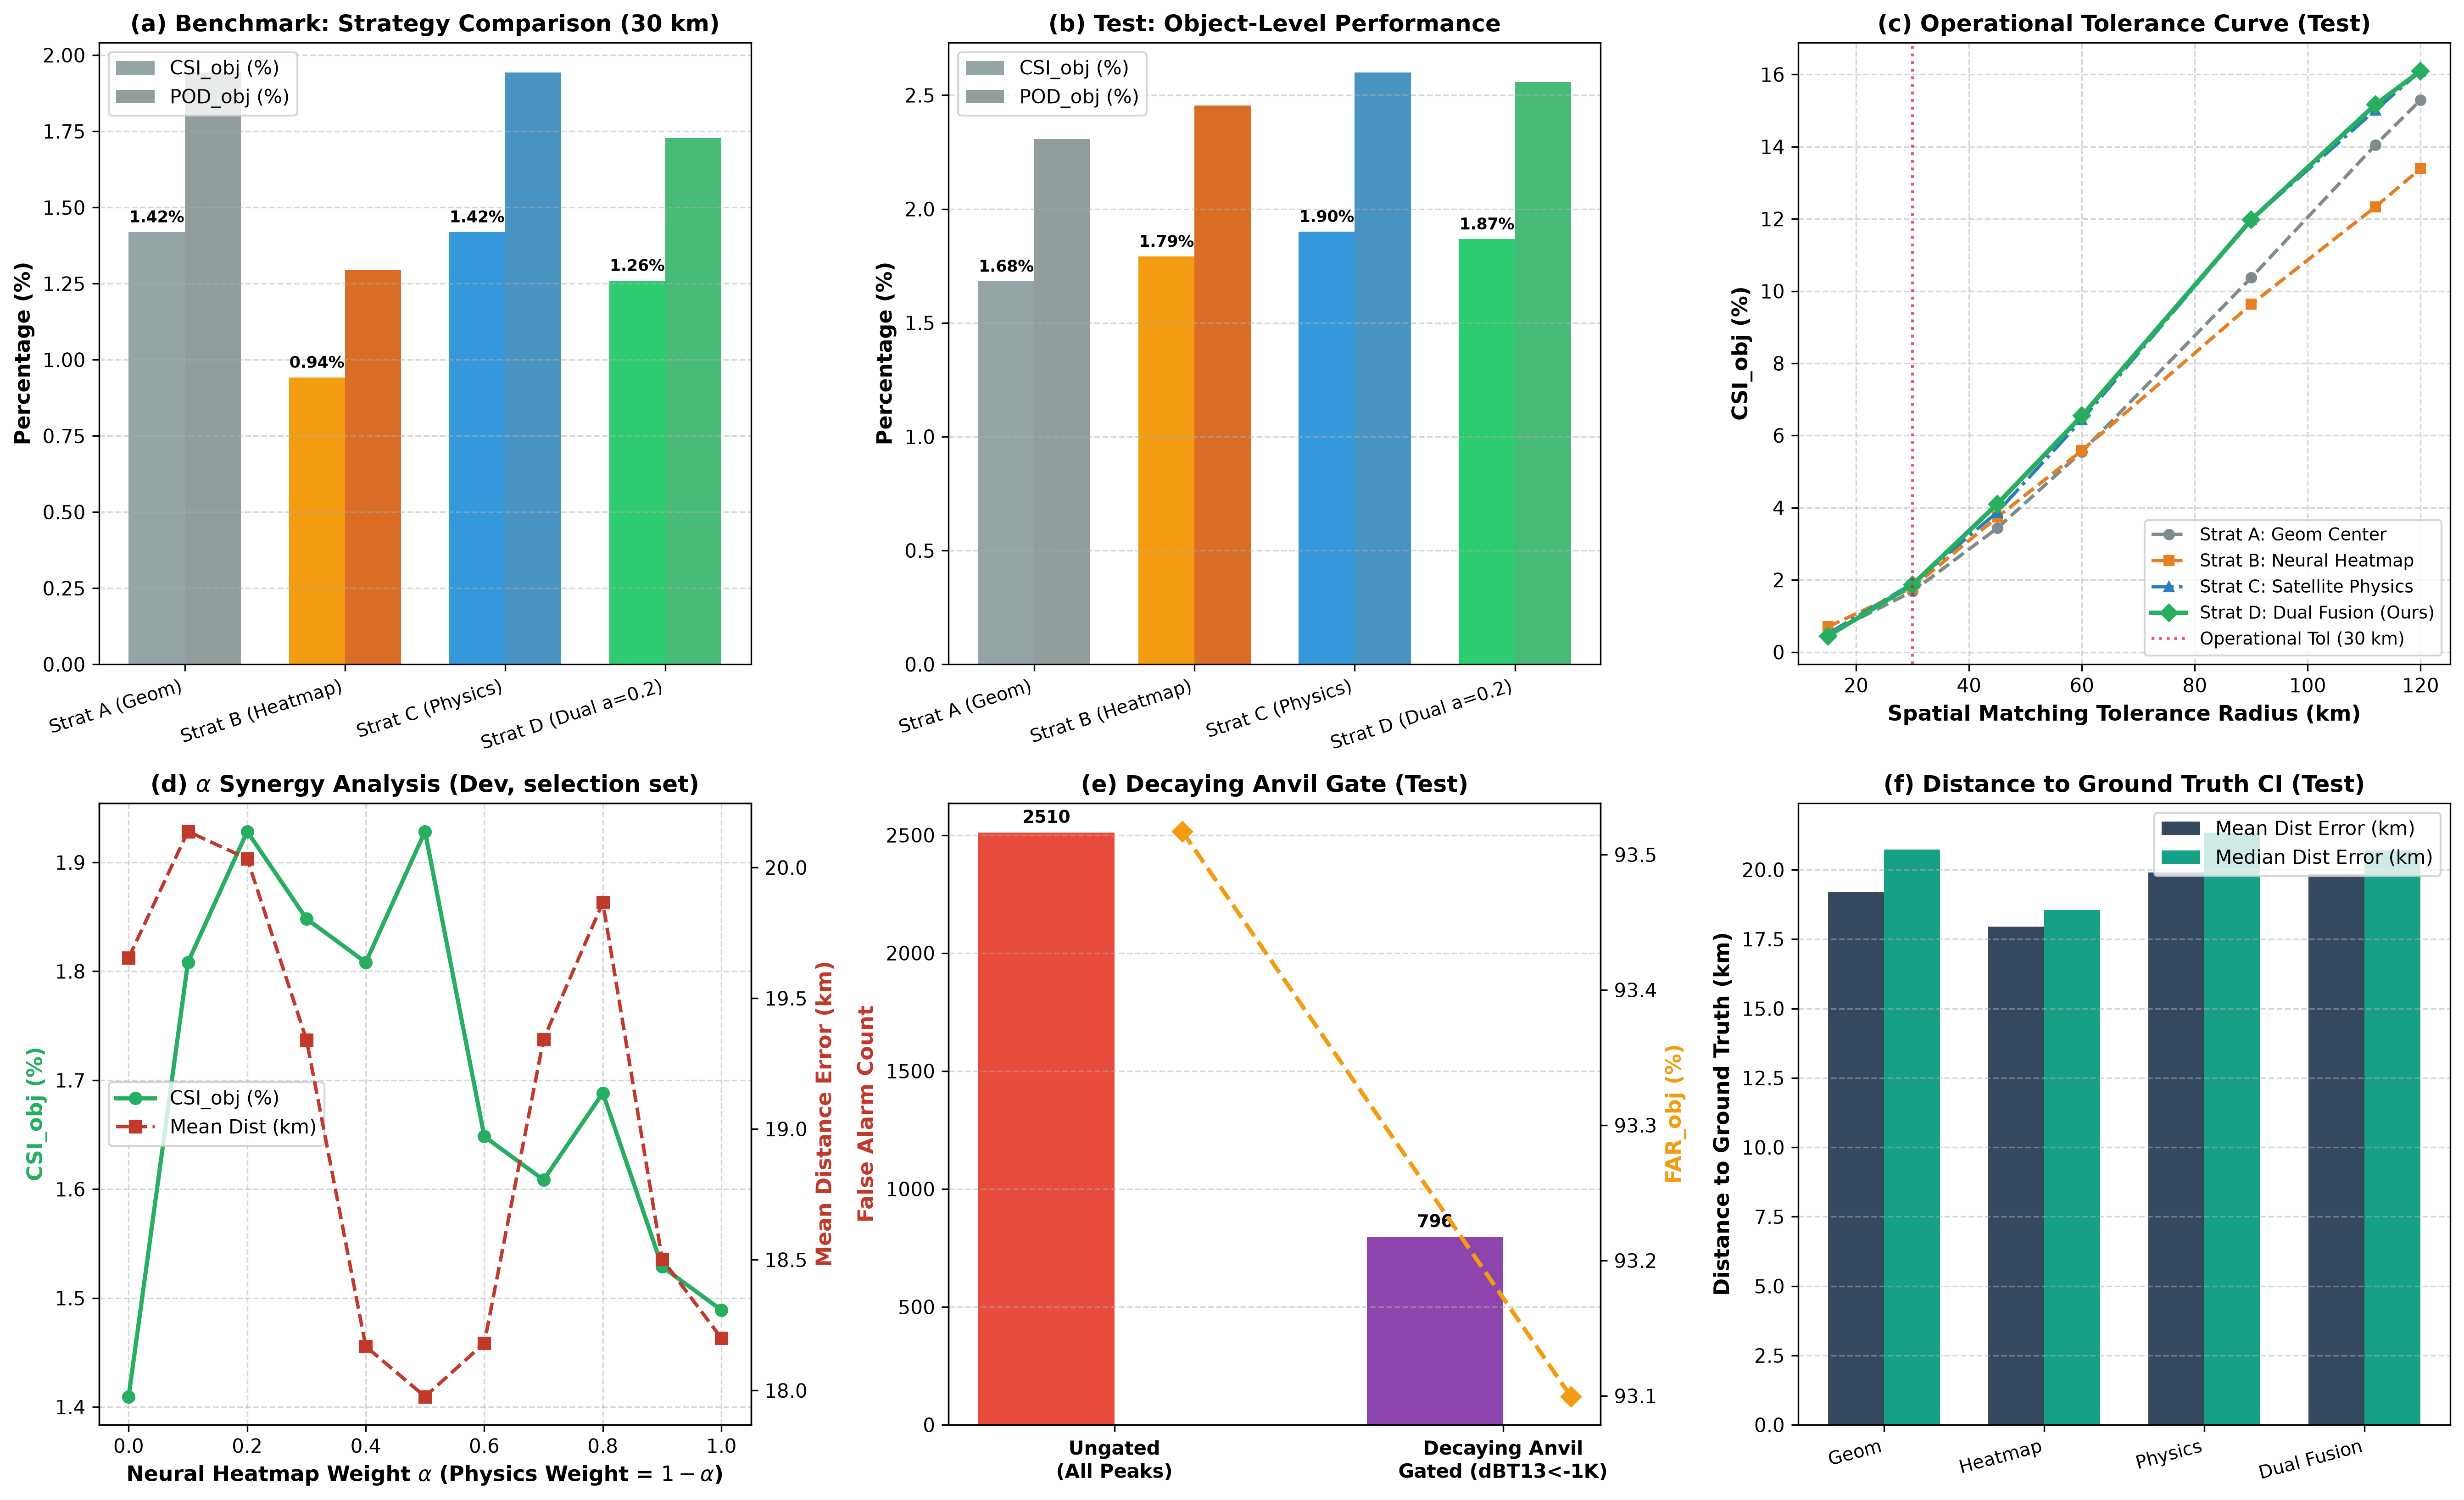 (a) Benchmark: Strategy Comparison (30 km)
CSI_obj (%)
POD_obj (%)
Percentage (%)
2.00
1.75
1.50
1.25
1.00
0.75
0.50
0.25
0.00
1.42%
0.94%
1.42%
1.26%
Strat A (Geom)
Strat B (Heatmap)
Strat C (Physics)
Strat D (Dual a=0.2)
(b) Test: Object-Level Performance
CSI_obj (%)
POD_obj (%)
Percentage (%)
2.5
2.0
1.5
1.0
0.5
0.0
1.68%
1.79%
1.90%
1.87%
Strat A (Geom)
Strat B (Heatmap)
Strat C (Physics)
Strat D (Dual a=0.2)
(c) Operational Tolerance Curve (Test)
CSI_obj (%)
16
14
12
10
8
6
4
2
0
Strat A: Geom Center
Strat B: Neural Heatmap
Strat C: Satellite Physics
Strat D: Dual Fusion (Ours)
Operational Tol (30 km)
20 40 60 80 100 120
Spatial Matching Tolerance Radius (km)
(d) α Synergy Analysis (Dev, selection set)
CSI_obj (%)
1.9
1.8
1.7
1.6
1.5
1.4
CSI_obj (%)
Mean Dist (km)
20.0
19.5
19.0
18.5
18.0
Mean Distance Error (km)
0.0 0.2 0.4 0.6 0.8 1.0
Neural Heatmap Weight α (Physics Weight = 1 − α)
(e) Decaying Anvil Gate (Test)
False Alarm Count
2500
2000
1500
1000
500
0
2510
796
93.5
93.4
93.3
93.2
93.1
FAR_obj (%)
Ungated
(All Peaks)
Decaying Anvil
Gated (dBT13<-1K)
(f) Distance to Ground Truth CI (Test)
Mean Dist Error (km)
Median Dist Error (km)
Distance to Ground Truth (km)
20.0
17.5
15.0
12.5
10.0
7.5
5.0
2.5
0.0
Geom
Heatmap
Physics
Dual Fusion